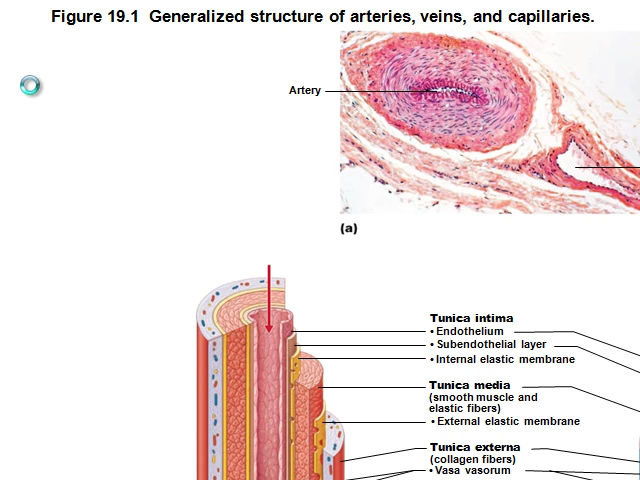 Figure 19.1  Generalized structure of arteries, veins, and capillaries.
Artery
(a)
Tunica intima
• Endothelium
• Subendothelial layer
• Internal elastic membrane
Tunica media
(smooth muscle and
elastic fibers)
• External elastic membrane
Tunica externa
(collagen fibers)
• Vasa vasorum